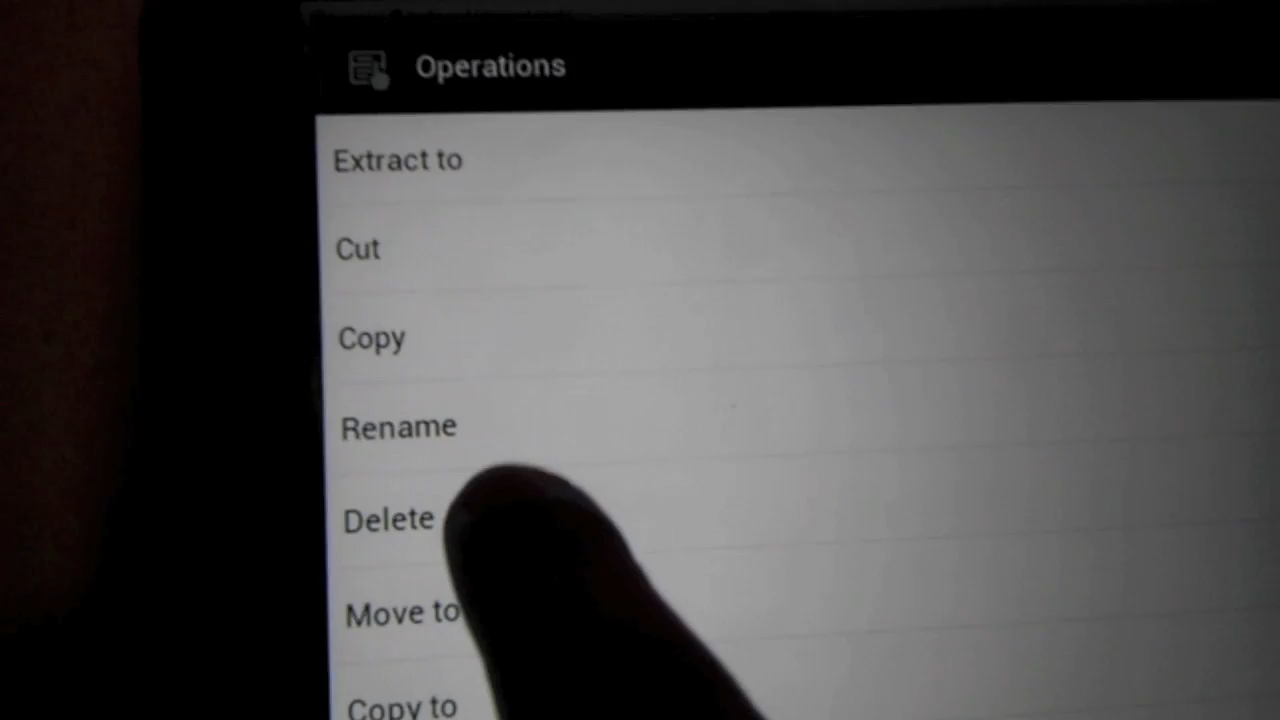 Operations
Extract to
Cut
Copy
Rename
Delete
Move to
Copy to